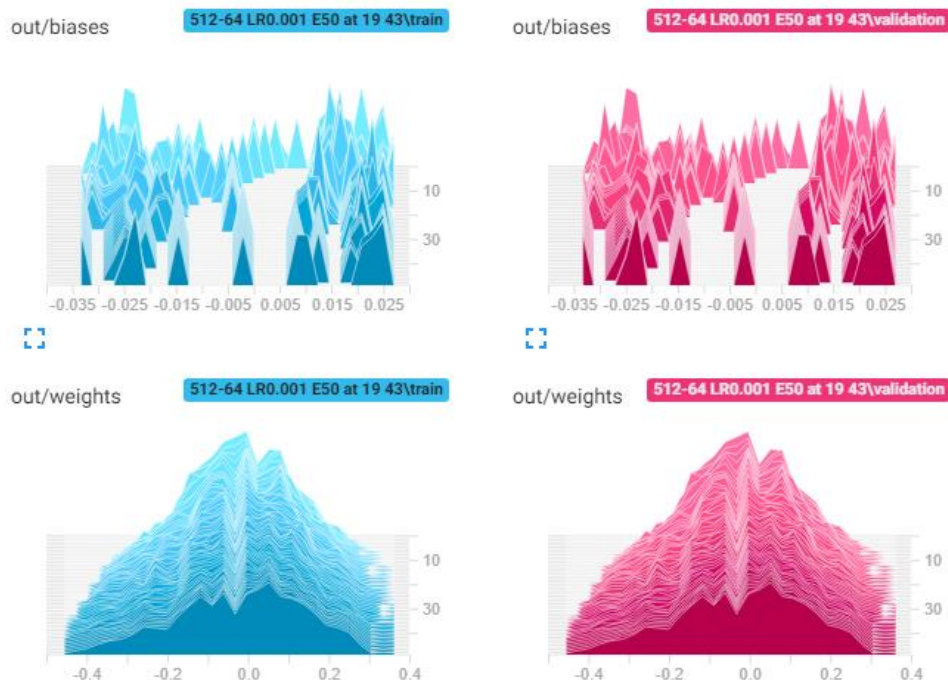 out/biases 512-64 LR0.001 E50 at 19 43\train
10
30
-0.035 -0.025 -0.015 -0.005 0.005 0.015 0.025
out/biases 512-64 LR0.001 E50 at 19 43\validation
10
30
-0.035 -0.025 -0.015 -0.005 0.005 0.015 0.025
out/weights 512-64 LR0.001 E50 at 19 43\train
10
30
-0.4 -0.2 0.0 0.2 0.4
out/weights 512-64 LR0.001 E50 at 19 43\validation
10
30
-0.4 -0.2 0.0 0.2 0.4